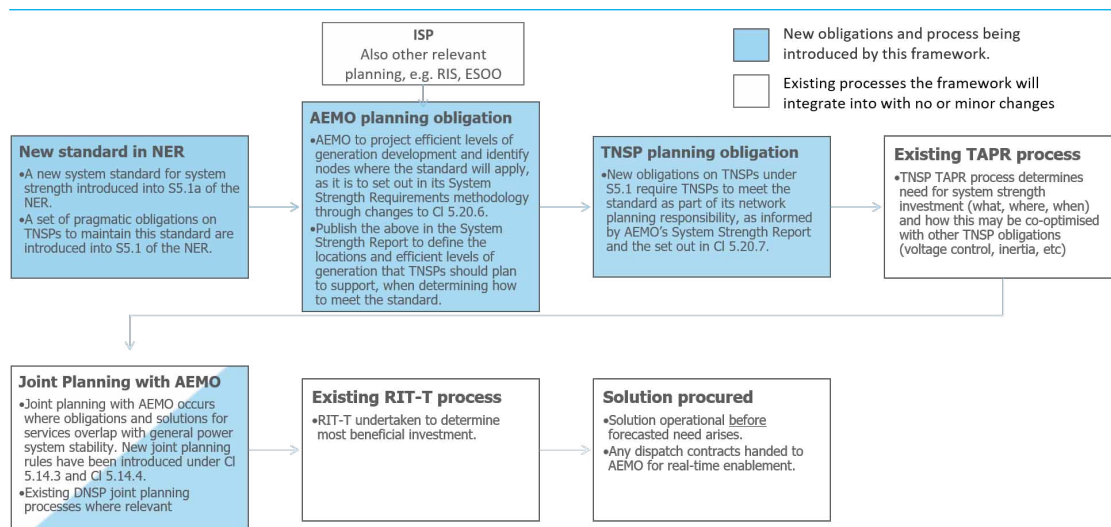 ISP
Also other relevant
planning, e.g. RIS, ESOO
New obligations and process being
introduced by this framework.
Existing processes the framework will
integrate into with no or minor changes
New standard in NER
•A new system standard for system
strength introduced into S5.1a of the
NER.
•A set of pragmatic obligations on
TNSPs to maintain this standard are
introduced into S5.1 of the NER.
AEMO planning obligation
•AEMO to project efficient levels of
generation development and identify
nodes where the standard will apply,
as it is to set out in its System
Strength Requirements methodology
through changes to Cl 5.20.6.
•Publish the above in the System
Strength Report to define the
locations and efficient levels of
generation that TNSPs should plan
to support, when determining how
to meet the standard.
TNSP planning obligation
•New obligations on TNSPs under
S5.1 require TNSPs to meet the
standard as part of its network
planning responsibility, as informed
by AEMO's System Strength Report
and the set out in Cl 5.20.7.
Existing TAPR process
•TNSP TAPR process determines
need for system strength
investment (what, where, when)
and how this may be co-optimised
with other TNSP obligations
(voltage control, inertia, etc)
Joint Planning with AEMO
•Joint planning with AEMO occurs
where obligations and solutions for
services overlap with general power
system stability. New joint planning
rules have been introduced under Cl
5.14.3 and Cl 5.14.4.
•Existing DNSP joint planning
processes where relevant
Existing RIT-T process
•RIT-T undertaken to determine
most beneficial investment.
Solution procured
•Solution operational before
forecasted need arises.
•Any dispatch contracts handed to
AEMO for real-time enablement.